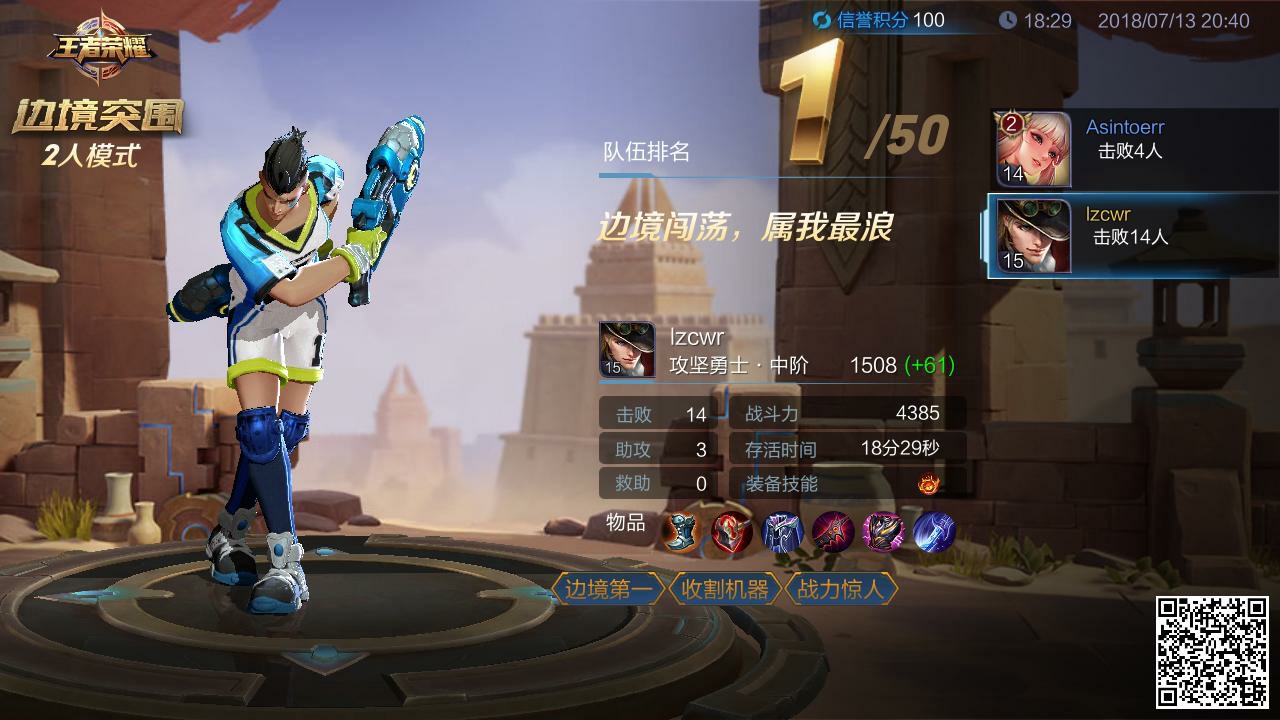 信誉积分 100
18:29
2018/07/13 20:40
王者荣耀
边境突围
2人模式
队伍排名
1/50
边境闯荡，属我最浪
2
14
Asintoerr
击败4人
15
lzcwr
击败14人
15
lzcwr
攻坚勇士·中阶 1508 (+61)
击败 14 战斗力 4385
助攻 3 存活时间 18分29秒
救助 0 装备技能
物品
边境第一 收割机器 战力惊人
1